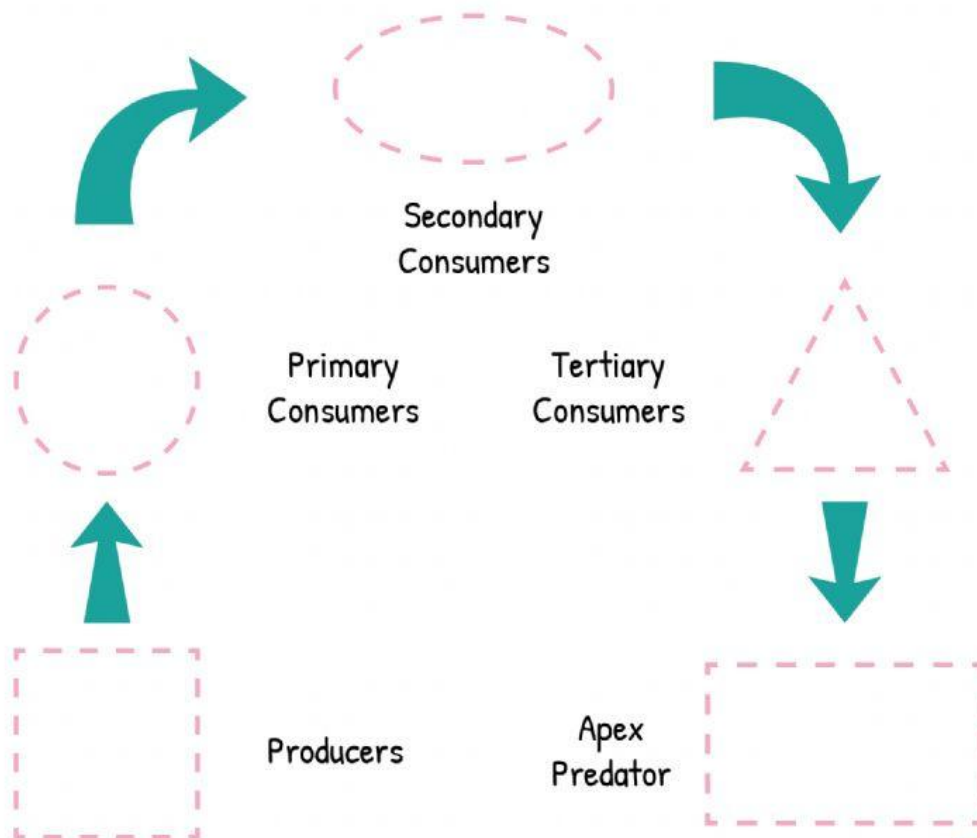 Secondary
Consumers
Primary
Consumers
Tertiary
Consumers
Producers
Apex
Predator